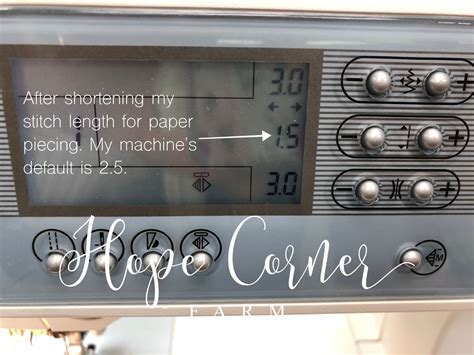 3.0
After shortening my
stitch length for paper
piecing. My machine's
default is 2.5.
1.5
3.0
Hope Corner
FARM
M